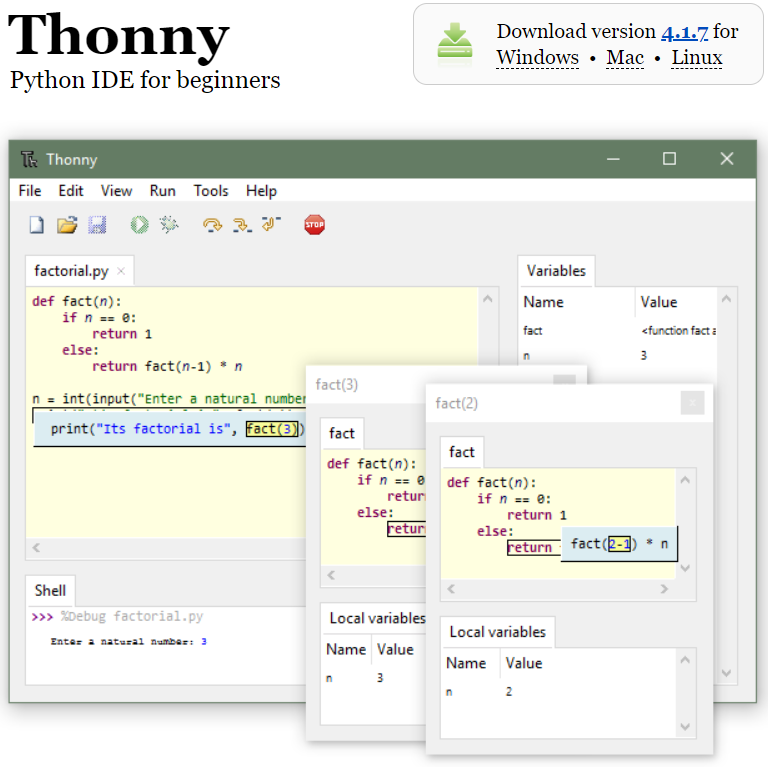 Thonny
Python IDE for beginners
Download version 4.1.7 for
Windows • Mac • Linux
Thonny
File Edit View Run Tools Help
STOP
factorial.py ×
def fact(n):
    if n == 0:
        return 1
    else:
        return fact(n-1) * n
n = int(input("Enter a natural number
print("Its factorial is", fact(3))
Variables
Name Value
fact <function fact a
n 3
Shell
>>> %Debug factorial.py
Enter a natural number: 3
fact(3)
fact
def fact(n):
    if n == 0
        retur
    else:
        retur
Local variables
Name Value
n 3
fact(2)
fact
def fact(n):
    if n == 0:
        return 1
    else:
        return fact(2-1) * n
Local variables
Name Value
n 2